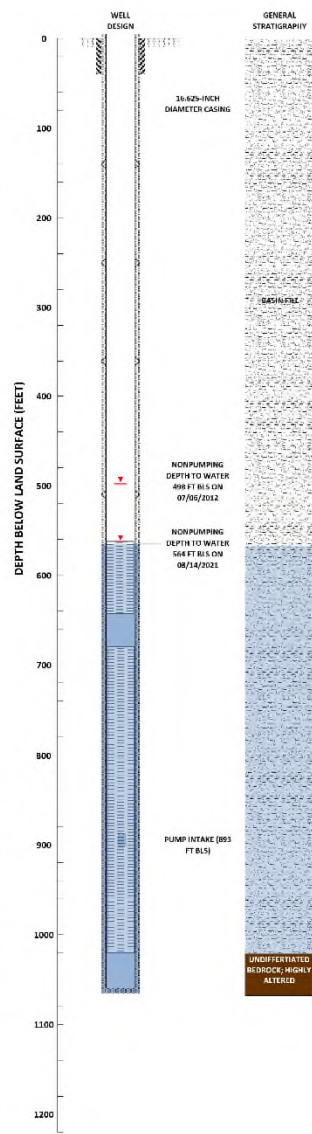 WELL
DESIGN
GENERAL
STRATIGRAPHY
0
16.625-INCH
DIAMETER CASING
100
200
300
BASIN FILL
400
DEPTH BELOW LAND SURFACE (FEET)
NONPUMPING
DEPTH TO WATER
498 FT BLS ON
07/06/2012
500
NONPUMPING
DEPTH TO WATER
564 FT BLS ON
08/14/2021
600
700
800
PUMP INTAKE (893
FT BLS)
900
1000
UNDIFFERTIATED
BEDROCK; HIGHLY
ALTERED
1100
1200